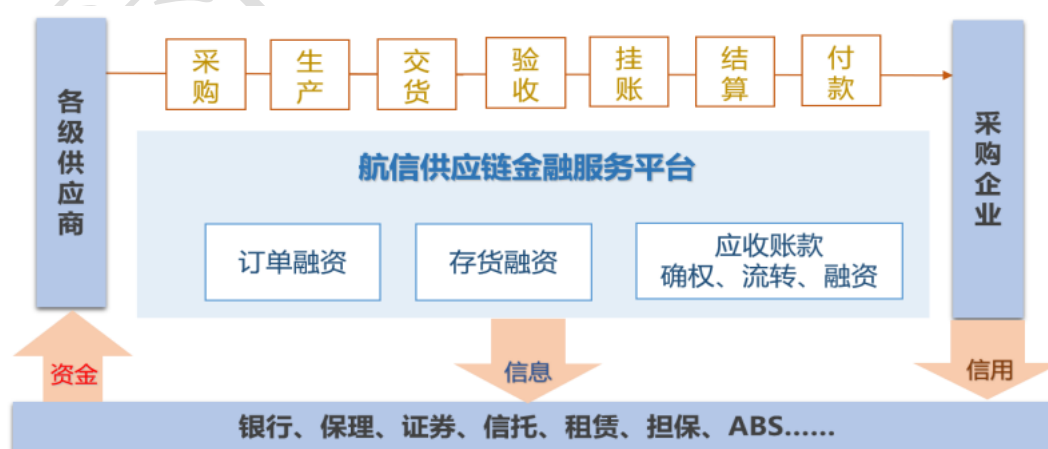 各级供应商
采购
生产
交货
验收
挂账
结算
付款
采购企业
航信供应链金融服务平台
订单融资
存货融资
应收账款
确权、流转、融资
资金
信息
信用
银行、保理、证券、信托、租赁、担保、ABS……